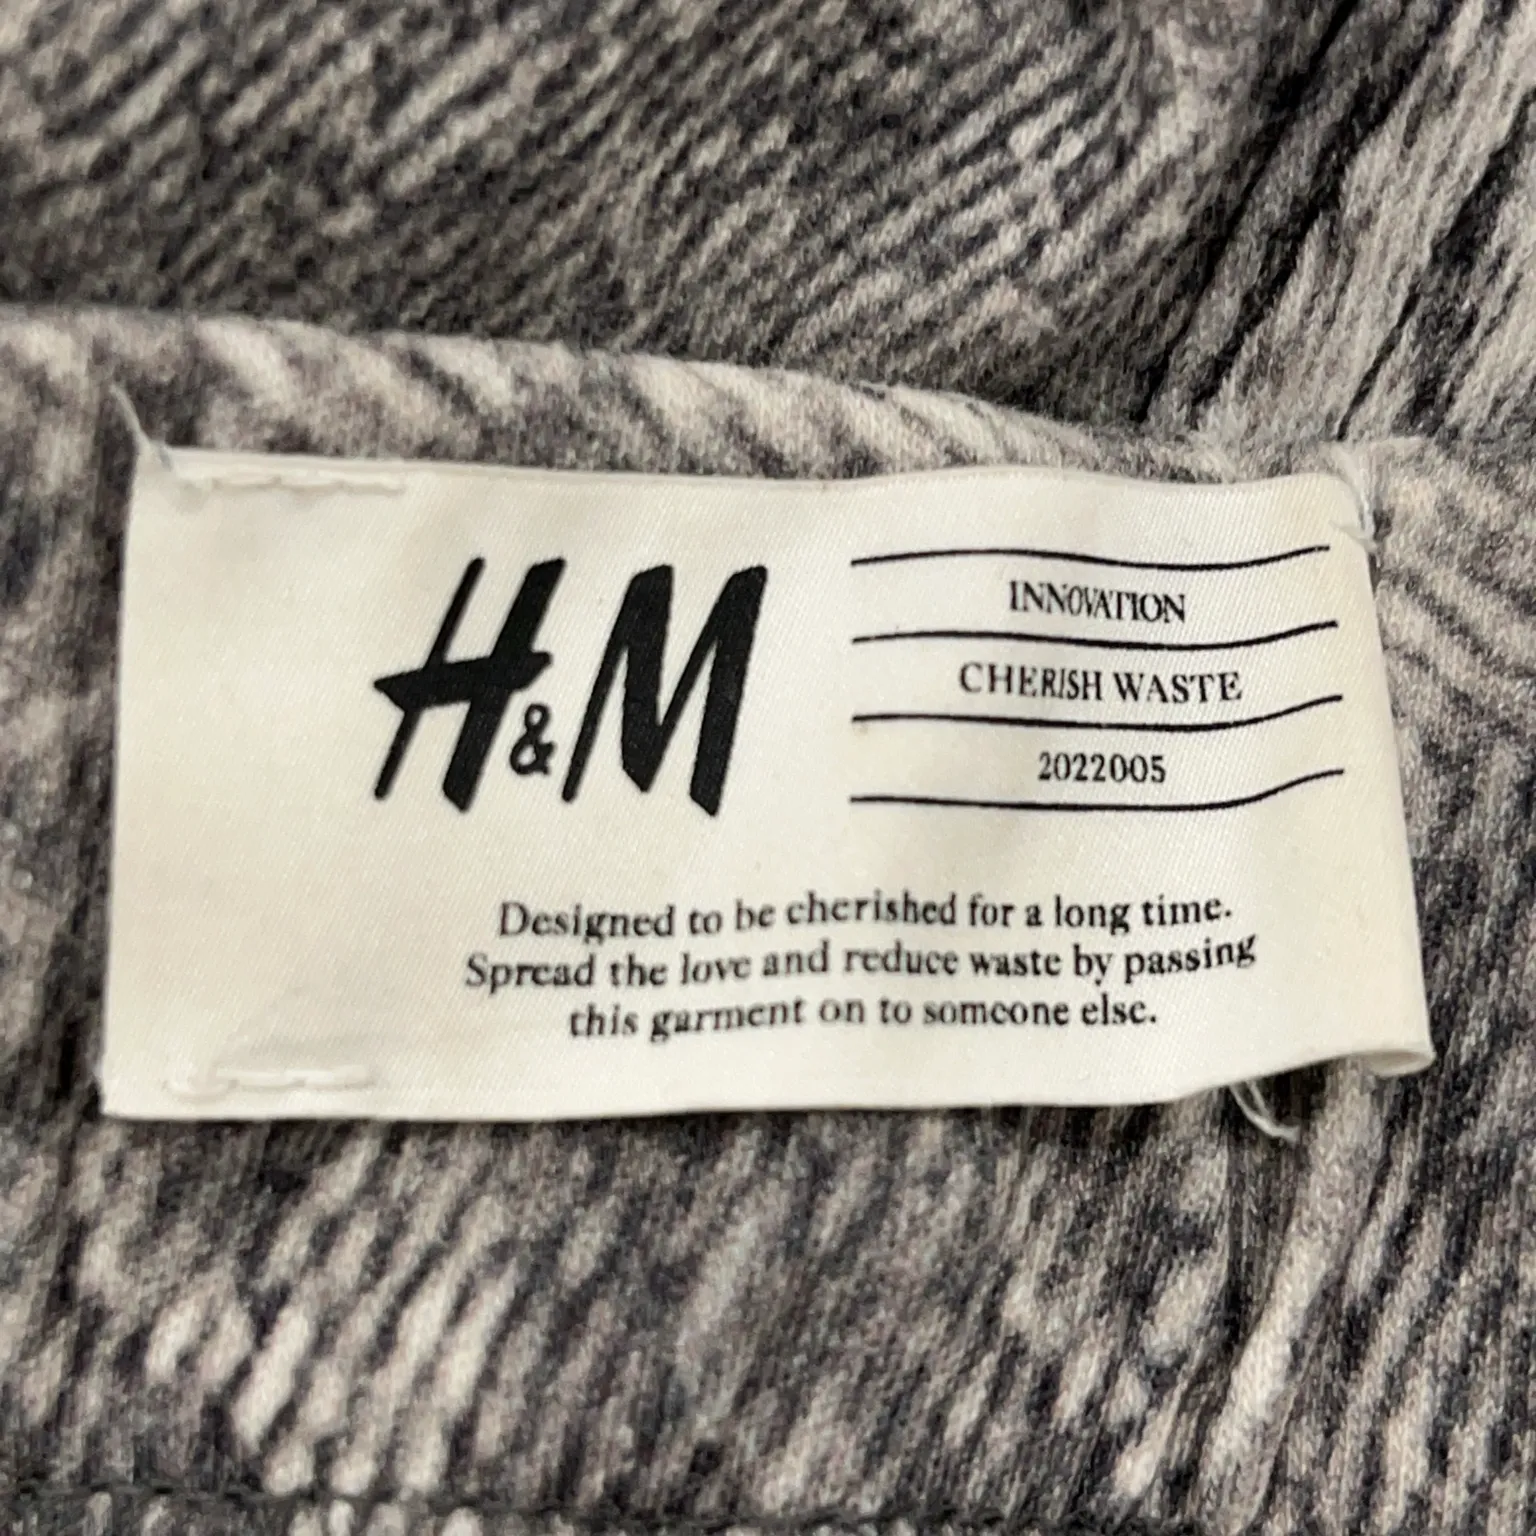 H&M
INNOVATION
CHERISH WASTE
2022005
Designed to be cherished for a long time.
Spread the love and reduce waste by passing
this garment on to someone else.